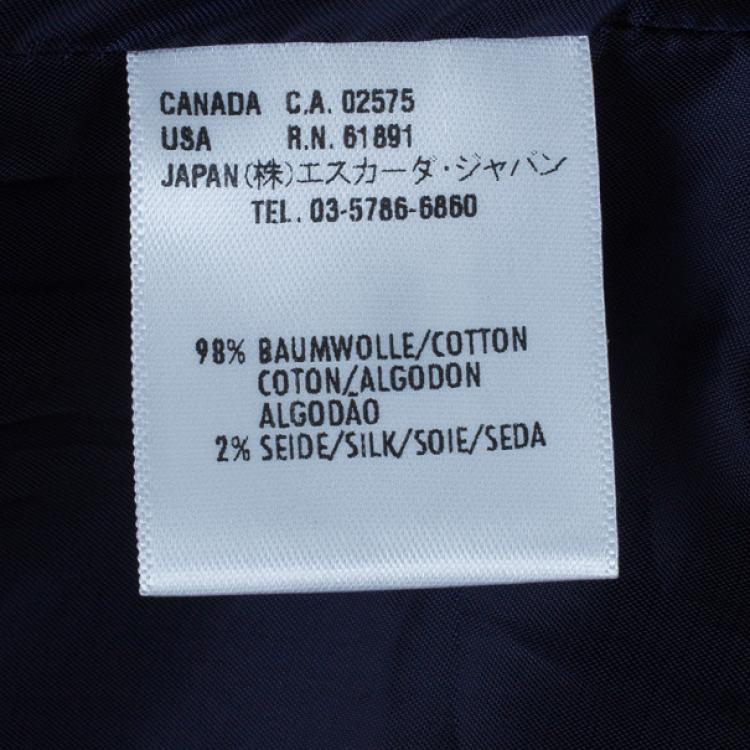 CANADA C.A. 02575
USA R.N. 61891
JAPAN(株)エスカーダ・ジャパン
TEL. 03-5786-6860
98% BAUMWOLLE/COTTON
COTON/ALGODON
ALGODÃO
2% SEIDE/SILK/SOIE/SEDA